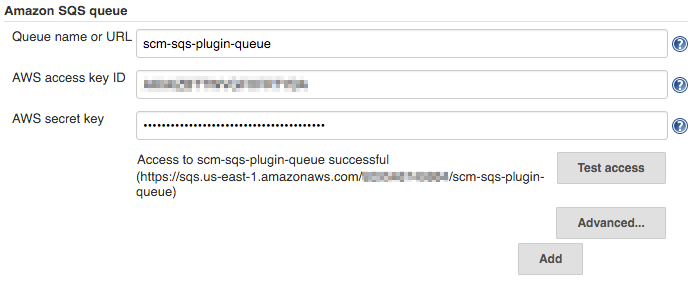 Amazon SQS queue
Queue name or URL
scm-sqs-plugin-queue
AWS access key ID
AWS secret key
••••••••••••••••••••••••••••••••••••••••
Access to scm-sqs-plugin-queue successful
(https://sqs.us-east-1.amazonaws.com/ /scm-sqs-plugin-
queue)
Test access
Advanced...
Add